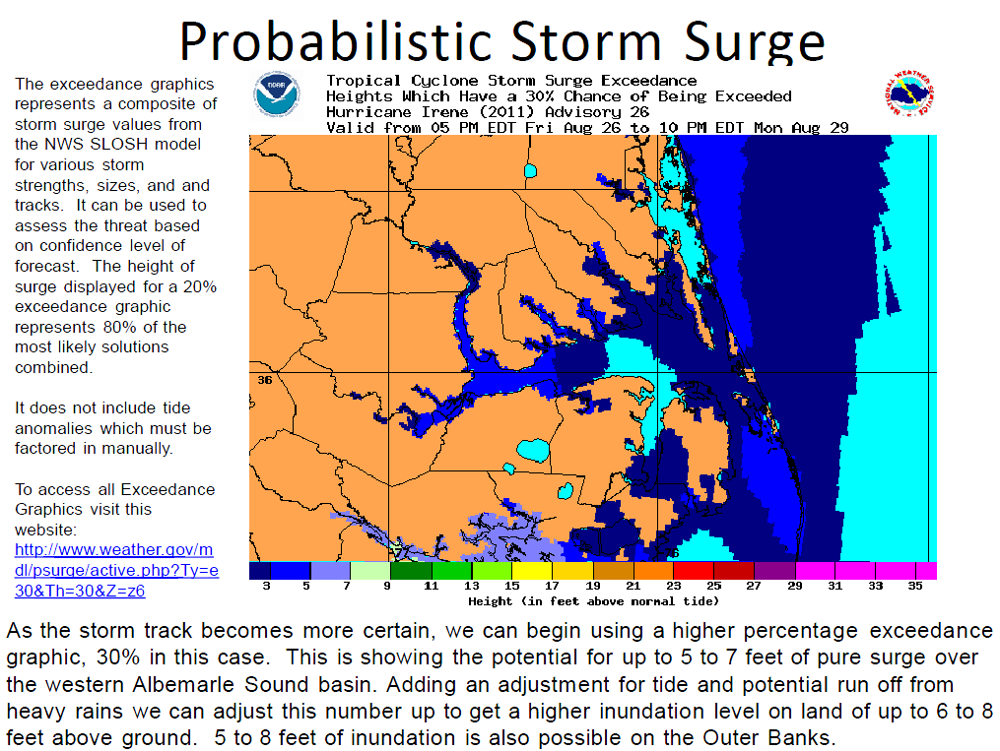 Probabilistic Storm Surge
The exceedance graphics
represents a composite of
storm surge values from
the NWS SLOSH model
for various storm
strengths, sizes, and and
tracks.  It can be used to
assess the threat based
on confidence level of
forecast.  The height of
surge displayed for a 20%
exceedance graphic
represents 80% of the
most likely solutions
combined.
It does not include tide
anomalies which must be
factored in manually.
To access all Exceedance
Graphics visit this
website:
http://www.weather.gov/m
dl/psurge/active.php?Ty=e
30&Th=30&Z=z6
NOAA
Tropical Cyclone Storm Surge Exceedance
Heights Which Have a 30% Chance of Being Exceeded
Hurricane Irene (2011) Advisory 26
Valid from 05 PM EDT Fri Aug 26 to 10 PM EDT Mon Aug 29
NATIONAL WEATHER SERVICE
36
3 5 7 9 11 13 15 17 19 21 23 25 27 29 31 33 35
Height (in feet above normal tide)
As the storm track becomes more certain, we can begin using a higher percentage exceedance
graphic, 30% in this case.  This is showing the potential for up to 5 to 7 feet of pure surge over
the western Albemarle Sound basin. Adding an adjustment for tide and potential run off from
heavy rains we can adjust this number up to get a higher inundation level on land of up to 6 to 8
feet above ground.  5 to 8 feet of inundation is also possible on the Outer Banks.